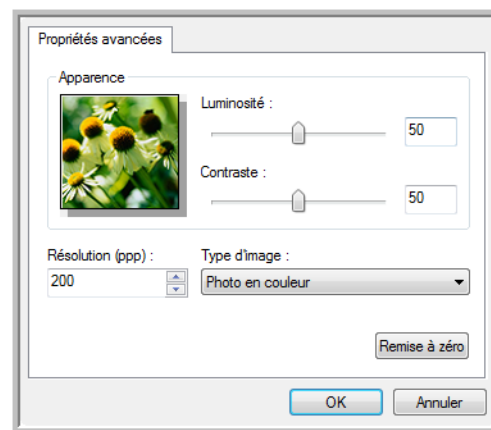 Propriétés avancées
Apparence
Luminosité :
50
Contraste :
50
Résolution (ppp) :
200
Type d'image :
Photo en couleur
Remise à zéro
OK
Annuler